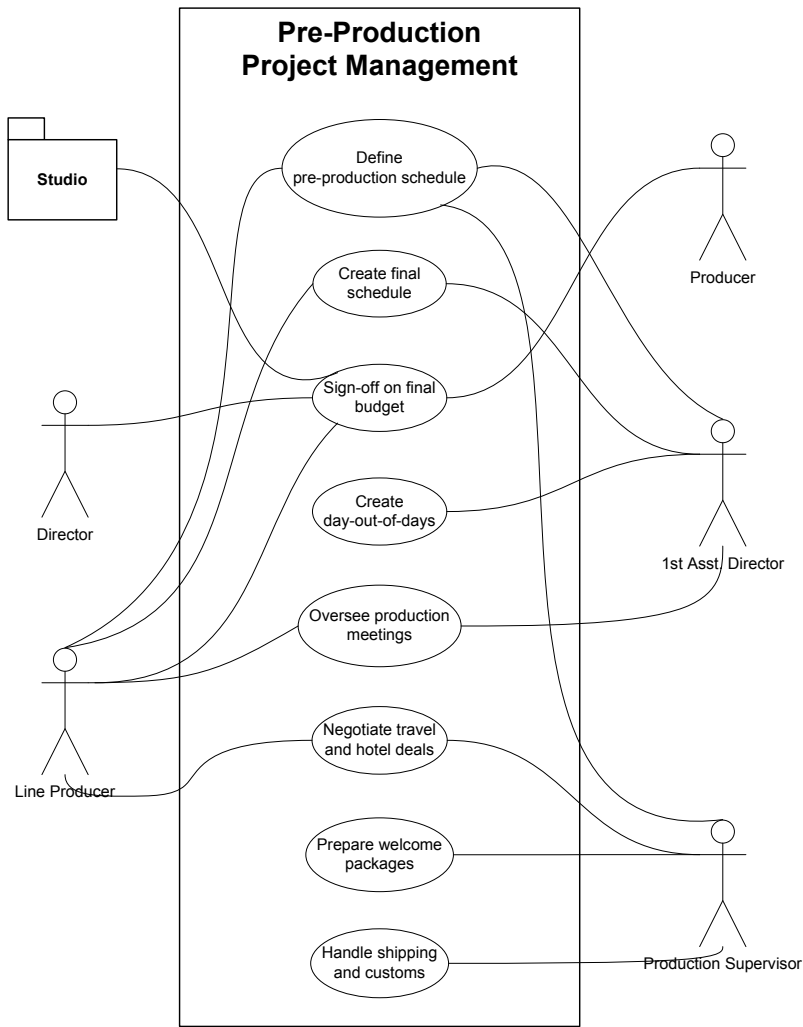 Pre-Production
Project Management
Studio
Define
pre-production schedule
Producer
Create final
schedule
Sign-off on final
budget
Director
Create
day-out-of-days
1st Asst. Director
Oversee production
meetings
Line Producer
Negotiate travel
and hotel deals
Prepare welcome
packages
Handle shipping
and customs
Production Supervisor